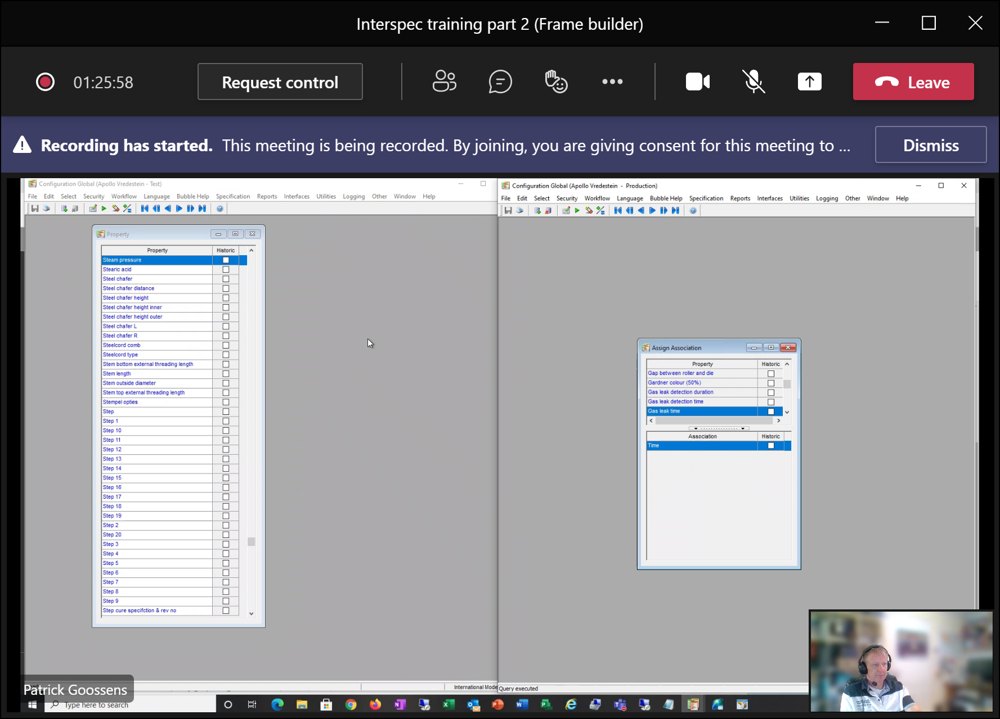 Interspec training part 2 (Frame builder)
01:25:58
Request control
Leave
Recording has started. This meeting is being recorded. By joining, you are giving consent for this meeting to ...
Dismiss
Configuration Global (Apollo Vredestein - Test)
File Edit Select Security Workflow Language Bubble Help Specification Reports Interfaces Utilities Logging Other Window Help
Property
Property Historic
Steam pressure
Stearic acid
Steel chafer
Steel chafer distance
Steel chafer height
Steel chafer height inner
Steel chafer height outer
Steel chafer L
Steel chafer R
Steelcord comb
Steelcord type
Stem bottom external threading length
Stem length
Stem outside diameter
Stem top external threading length
Stempel opties
Step
Step 1
Step 10
Step 11
Step 12
Step 13
Step 14
Step 15
Step 16
Step 17
Step 18
Step 19
Step 2
Step 20
Step 3
Step 4
Step 5
Step 6
Step 7
Step 8
Step 9
Step cure specifction & rev no
International Mode
Configuration Global (Apollo Vredestein - Production)
File Edit Select Security Workflow Language Bubble Help Specification Reports Interfaces Utilities Logging Other Window Help
Assign Association
Property Historic
Gap between roller and die
Gardner colour (50%)
Gas leak detection duration
Gas leak detection time
Gas leak time
Association Historic
Time
Query executed
Patrick Goossens
Type here to search